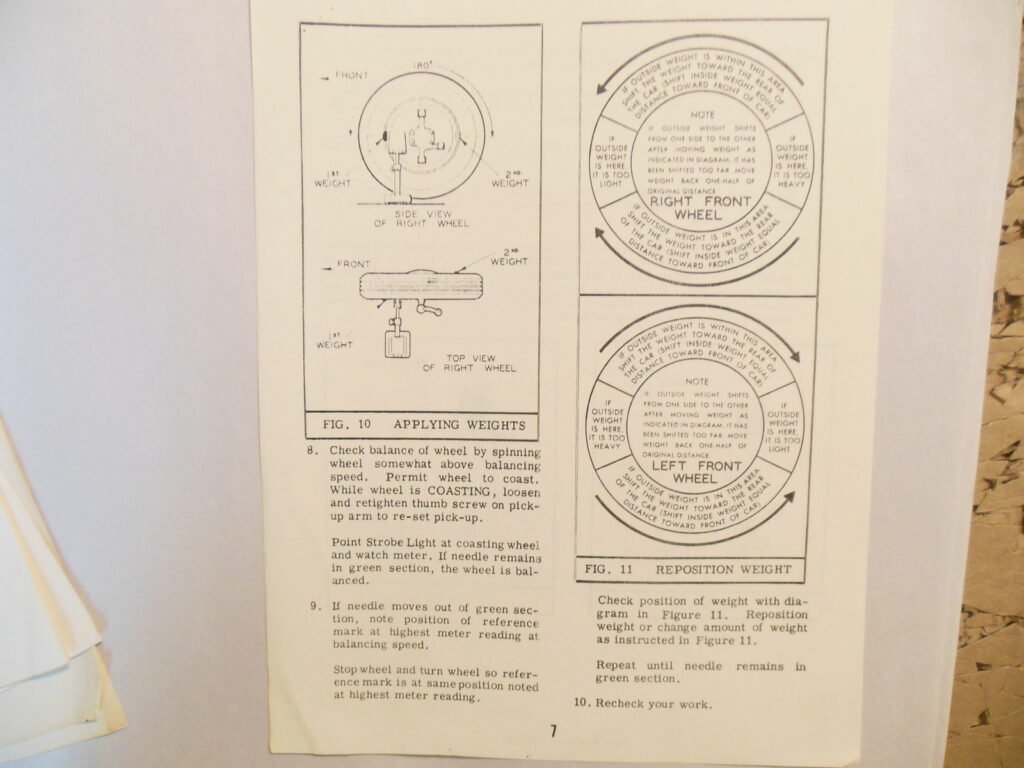 FRONT
180°
1ST
WEIGHT
2ND
WEIGHT
SIDE VIEW
OF RIGHT WHEEL
FRONT
2ND
WEIGHT
1ST
WEIGHT
TOP VIEW
OF RIGHT WHEEL
FIG. 10 APPLYING WEIGHTS
8. Check balance of wheel by spinning
wheel somewhat above balancing
speed. Permit wheel to coast.
While wheel is COASTING, loosen
and retighten thumb screw on pick-
up arm to re-set pick-up.
Point Strobe Light at coasting wheel
and watch meter. If needle remains
in green section, the wheel is bal-
anced.
9. If needle moves out of green sec-
tion, note position of reference
mark at highest meter reading at
balancing speed.
Stop wheel and turn wheel so refer-
ence mark is at same position noted
at highest meter reading.
IF OUTSIDE WEIGHT IS WITHIN THIS AREA
SHIFT THE WEIGHT TOWARD THE REAR OF
THE CAR (SHIFT INSIDE WEIGHT EQUAL
DISTANCE TOWARD FRONT OF CAR)
IF
OUTSIDE
WEIGHT
IS HERE,
IT IS TOO
LIGHT
NOTE
IF OUTSIDE WEIGHT SHIFTS
FROM ONE SIDE TO THE OTHER
AFTER MOVING WEIGHT AS
INDICATED IN DIAGRAM, IT HAS
BEEN SHIFTED TOO FAR. MOVE
WEIGHT BACK ONE-HALF OF
ORIGINAL DISTANCE
RIGHT FRONT
WHEEL
IF
OUTSIDE
WEIGHT
IS HERE,
IT IS TOO
HEAVY
IF OUTSIDE WEIGHT IS IN THIS AREA
SHIFT THE WEIGHT TOWARD THE REAR
OF THE CAR (SHIFT INSIDE WEIGHT EQUAL
DISTANCE TOWARD FRONT OF CAR)
IF OUTSIDE WEIGHT IS WITHIN THIS AREA
SHIFT THE WEIGHT TOWARD THE REAR OF
THE CAR (SHIFT INSIDE WEIGHT EQUAL
DISTANCE TOWARD FRONT OF CAR)
IF
OUTSIDE
WEIGHT
IS HERE,
IT IS TOO
HEAVY
NOTE
IF OUTSIDE WEIGHT SHIFTS
FROM ONE SIDE TO THE OTHER
AFTER MOVING WEIGHT AS
INDICATED IN DIAGRAM, IT HAS
BEEN SHIFTED TOO FAR. MOVE
WEIGHT BACK ONE-HALF OF
ORIGINAL DISTANCE
LEFT FRONT
WHEEL
IF
OUTSIDE
WEIGHT
IS HERE,
IT IS TOO
LIGHT
IF OUTSIDE WEIGHT IS IN THIS AREA
SHIFT THE WEIGHT TOWARD THE REAR
OF THE CAR (SHIFT INSIDE WEIGHT EQUAL
DISTANCE TOWARD FRONT OF CAR)
FIG. 11 REPOSITION WEIGHT
Check position of weight with dia-
gram in Figure 11. Reposition
weight or change amount of weight
as instructed in Figure 11.
Repeat until needle remains in
green section.
10. Recheck your work.
7